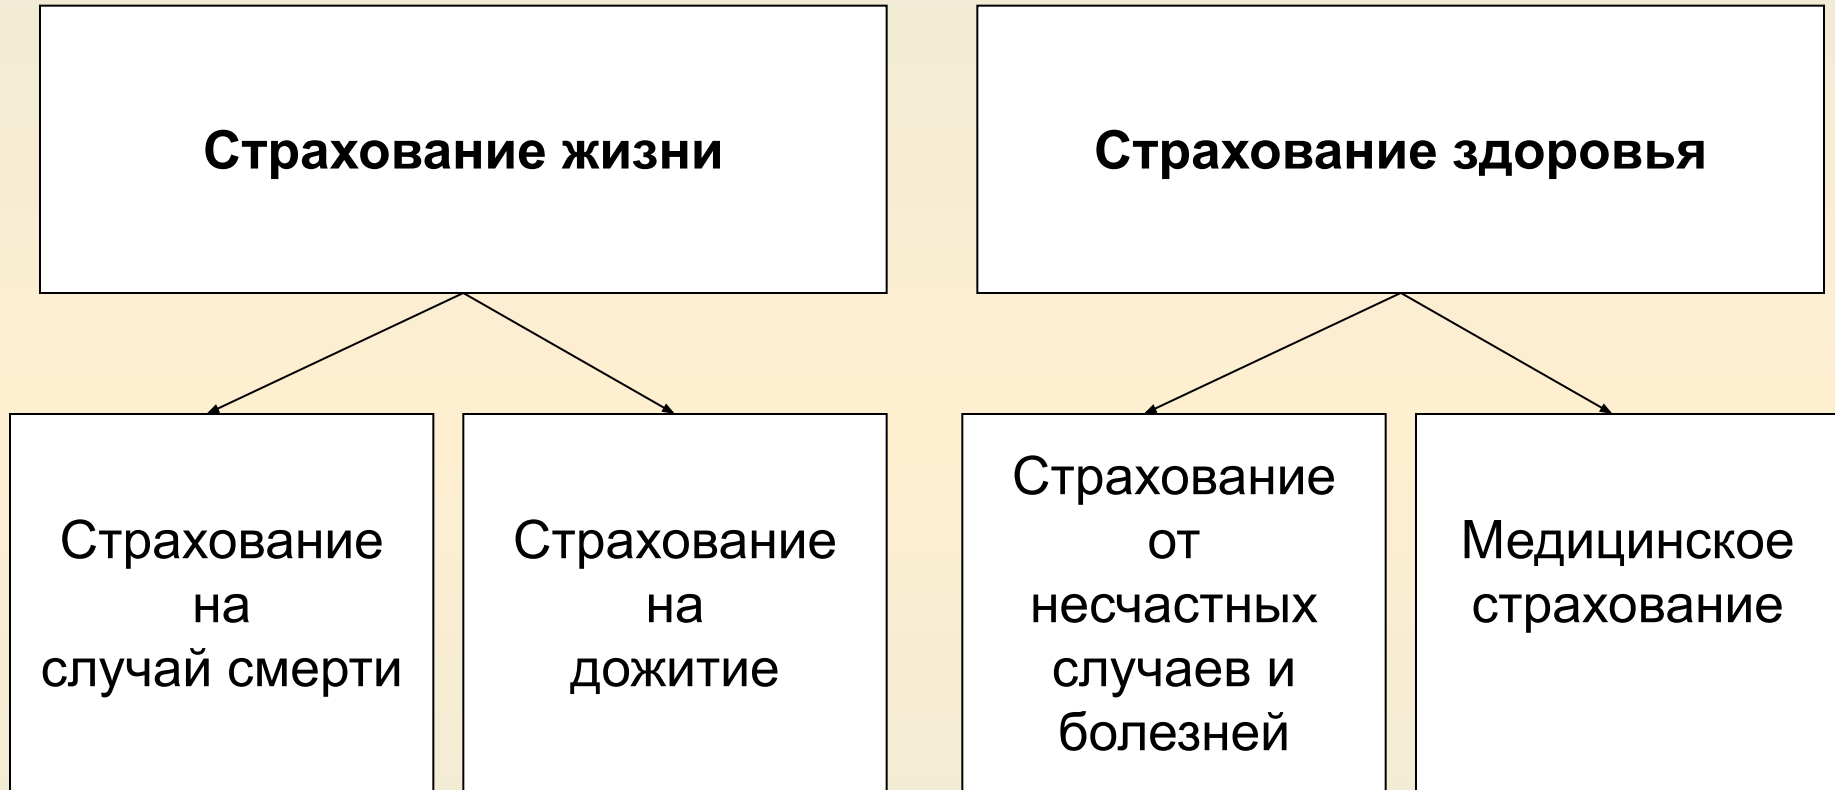 Страхование жизни
Страхование здоровья
Страхование
на
случай смерти
Страхование
на
дожитие
Страхование
от
несчастных
случаев и
болезней
Медицинское
страхование